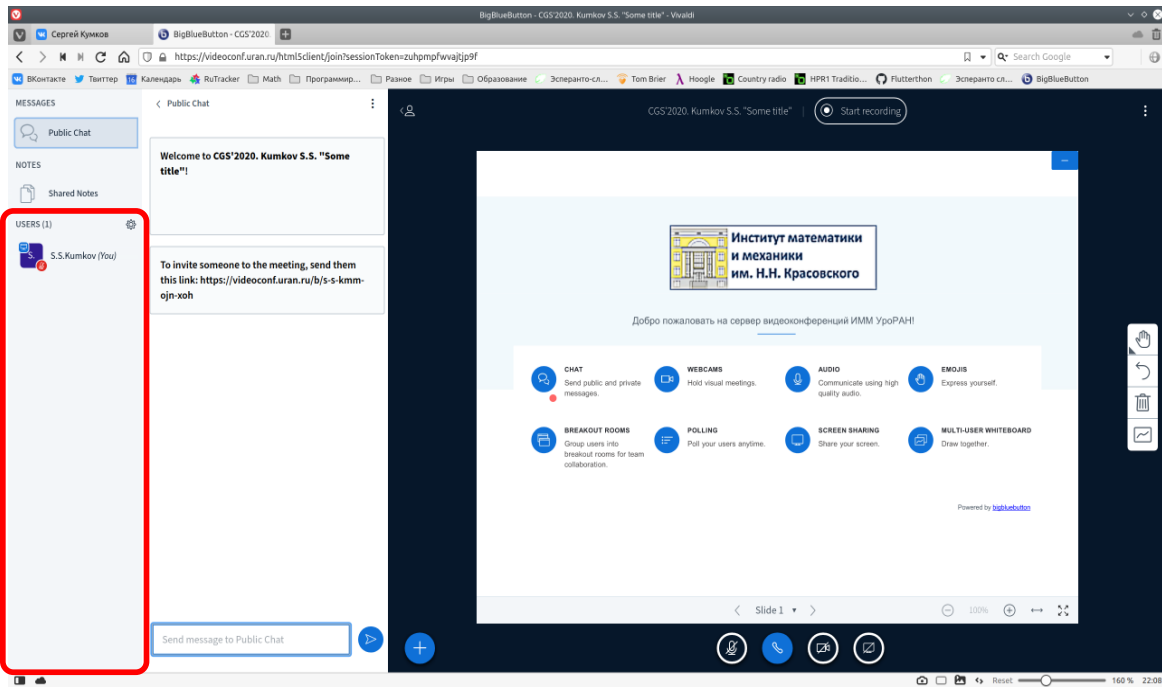 BigBlueButton - CGS'2020. Kumkov S.S. "Some title" - Vivaldi
Сергей Кумков
BigBlueButton - CGS'2020.
https://videoconf.uran.ru/html5client/join?sessionToken=zuhpmpfwvajtjp9f
Search Google
ВКонтакте
Твиттер
16 Календарь
RuTracker
Math
Программир...
Разное
Игры
Образование
Эсперанто-сл...
Tom Brier
Hoogle
Country radio
HPR1 Traditio...
Flutterthon
Эсперанто сл...
BigBlueButton
MESSAGES
Public Chat
NOTES
Shared Notes
USERS (1)
S.
S.S.Kumkov (You)
Public Chat
Welcome to CGS'2020. Kumkov S.S. "Some
title"!
To invite someone to the meeting, send them
this link: https://videoconf.uran.ru/b/s-s-kmm-
ojn-xoh
Send message to Public Chat
CGS'2020. Kumkov S.S. "Some title"
Start recording
Институт математики
и механики
им. Н.Н. Красовского
Добро пожаловать на сервер видеоконференций ИММ УроРАН!
CHAT
Send public and private
messages.
WEBCAMS
Hold visual meetings.
AUDIO
Communicate using high
quality audio.
EMOJIS
Express yourself.
BREAKOUT ROOMS
Group users into
breakout rooms for team
collaboration.
POLLING
Poll your users anytime.
SCREEN SHARING
Share your screen.
MULTI-USER WHITEBOARD
Draw together.
Powered by bigbluebutton
Slide 1
100%
Reset
160 %
22:08